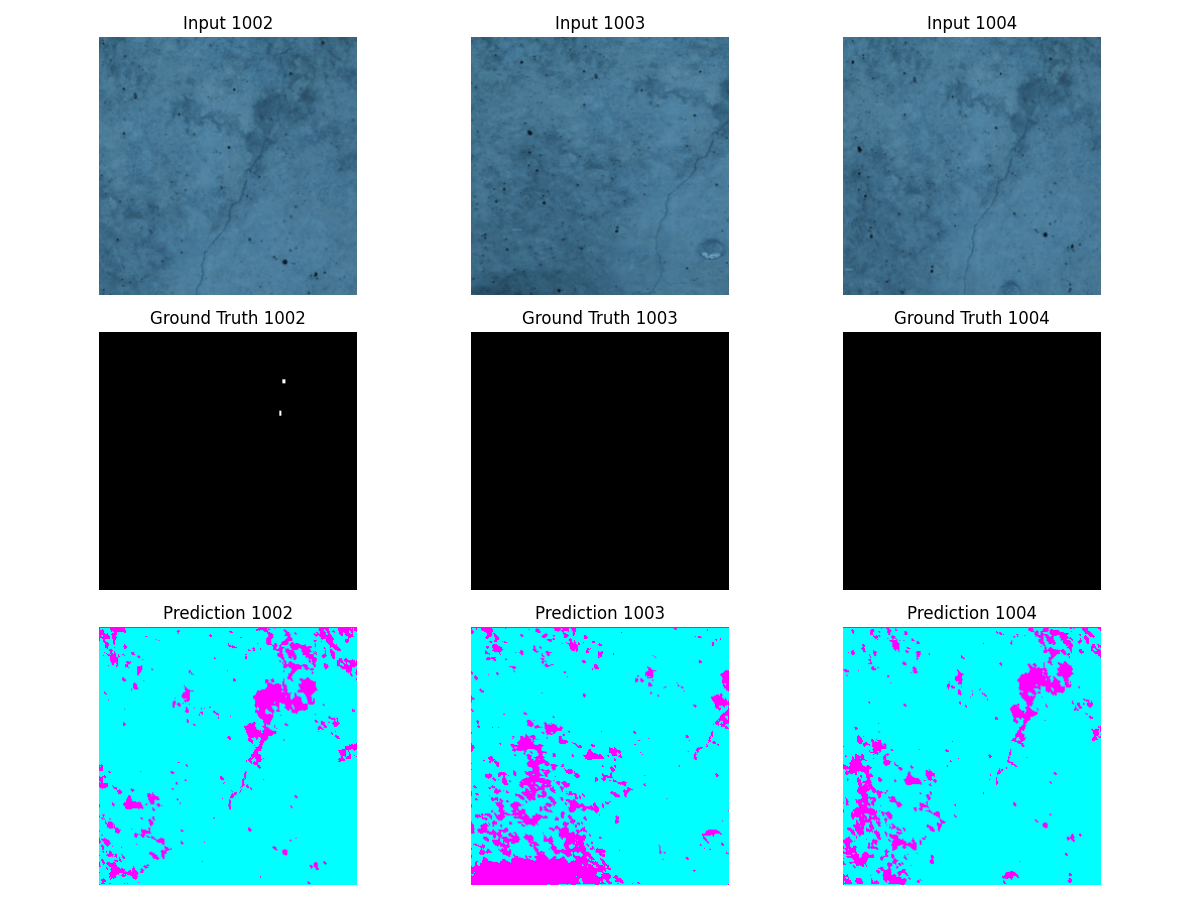 Input 1002
Input 1003
Input 1004
Ground Truth 1002
Ground Truth 1003
Ground Truth 1004
Prediction 1002
Prediction 1003
Prediction 1004